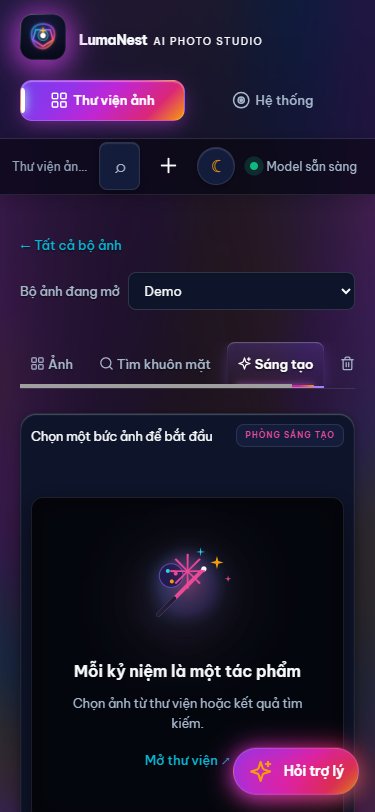 LumaNest AI PHOTO STUDIO
Thư viện ảnh
Hệ thống
Thư viện ản...
Model sẵn sàng
← Tất cả bộ ảnh
Bộ ảnh đang mở
Demo
Ảnh
Tìm khuôn mặt
Sáng tạo
Chọn một bức ảnh để bắt đầu
PHÒNG SÁNG TẠO
Mỗi kỷ niệm là một tác phẩm
Chọn ảnh từ thư viện hoặc kết quả tìm
kiếm.
Mở thư viện ↗
Hỏi trợ lý